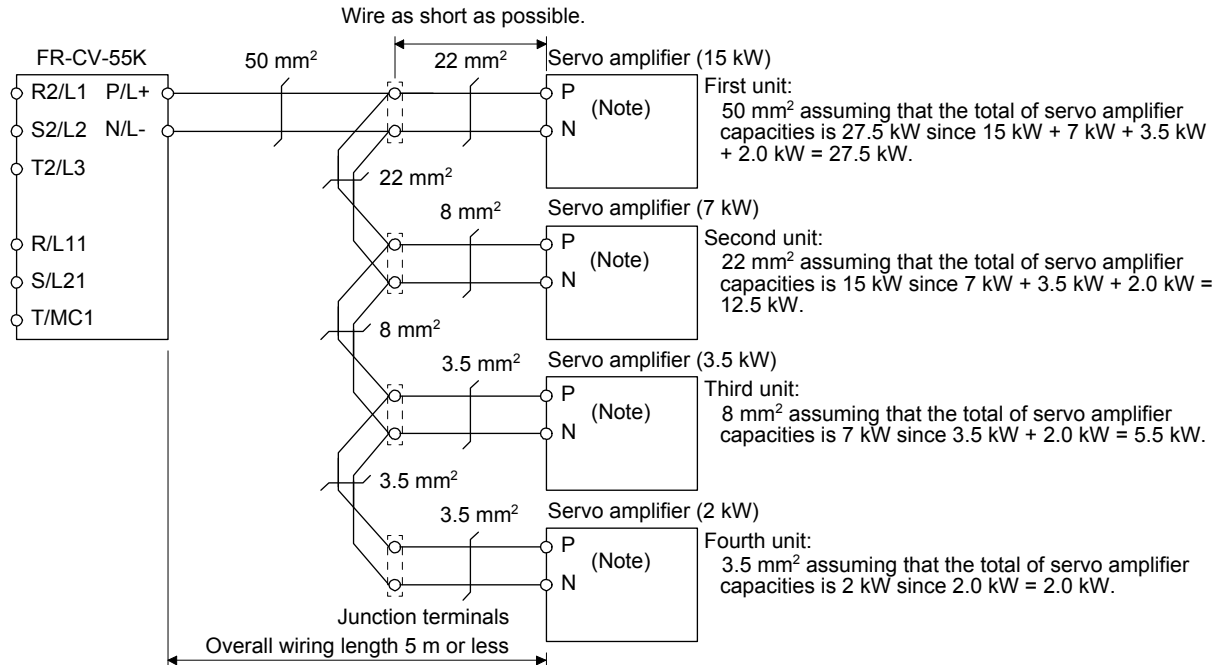 Wire as short as possible.
FR-CV-55K
50 mm²
22 mm²
Servo amplifier (15 kW)
R2/L1 P/L+
S2/L2 N/L-
T2/L3
R/L11
S/L21
T/MC1
P
(Note)
N
First unit:
50 mm² assuming that the total of servo amplifier
capacities is 27.5 kW since 15 kW + 7 kW + 3.5 kW
+ 2.0 kW = 27.5 kW.
22 mm²
8 mm²
Servo amplifier (7 kW)
P
(Note)
N
Second unit:
22 mm² assuming that the total of servo amplifier
capacities is 15 kW since 7 kW + 3.5 kW + 2.0 kW =
12.5 kW.
8 mm²
3.5 mm²
Servo amplifier (3.5 kW)
P
(Note)
N
Third unit:
8 mm² assuming that the total of servo amplifier
capacities is 7 kW since 3.5 kW + 2.0 kW = 5.5 kW.
3.5 mm²
3.5 mm²
Servo amplifier (2 kW)
P
(Note)
N
Fourth unit:
3.5 mm² assuming that the total of servo amplifier
capacities is 2 kW since 2.0 kW = 2.0 kW.
Junction terminals
Overall wiring length 5 m or less